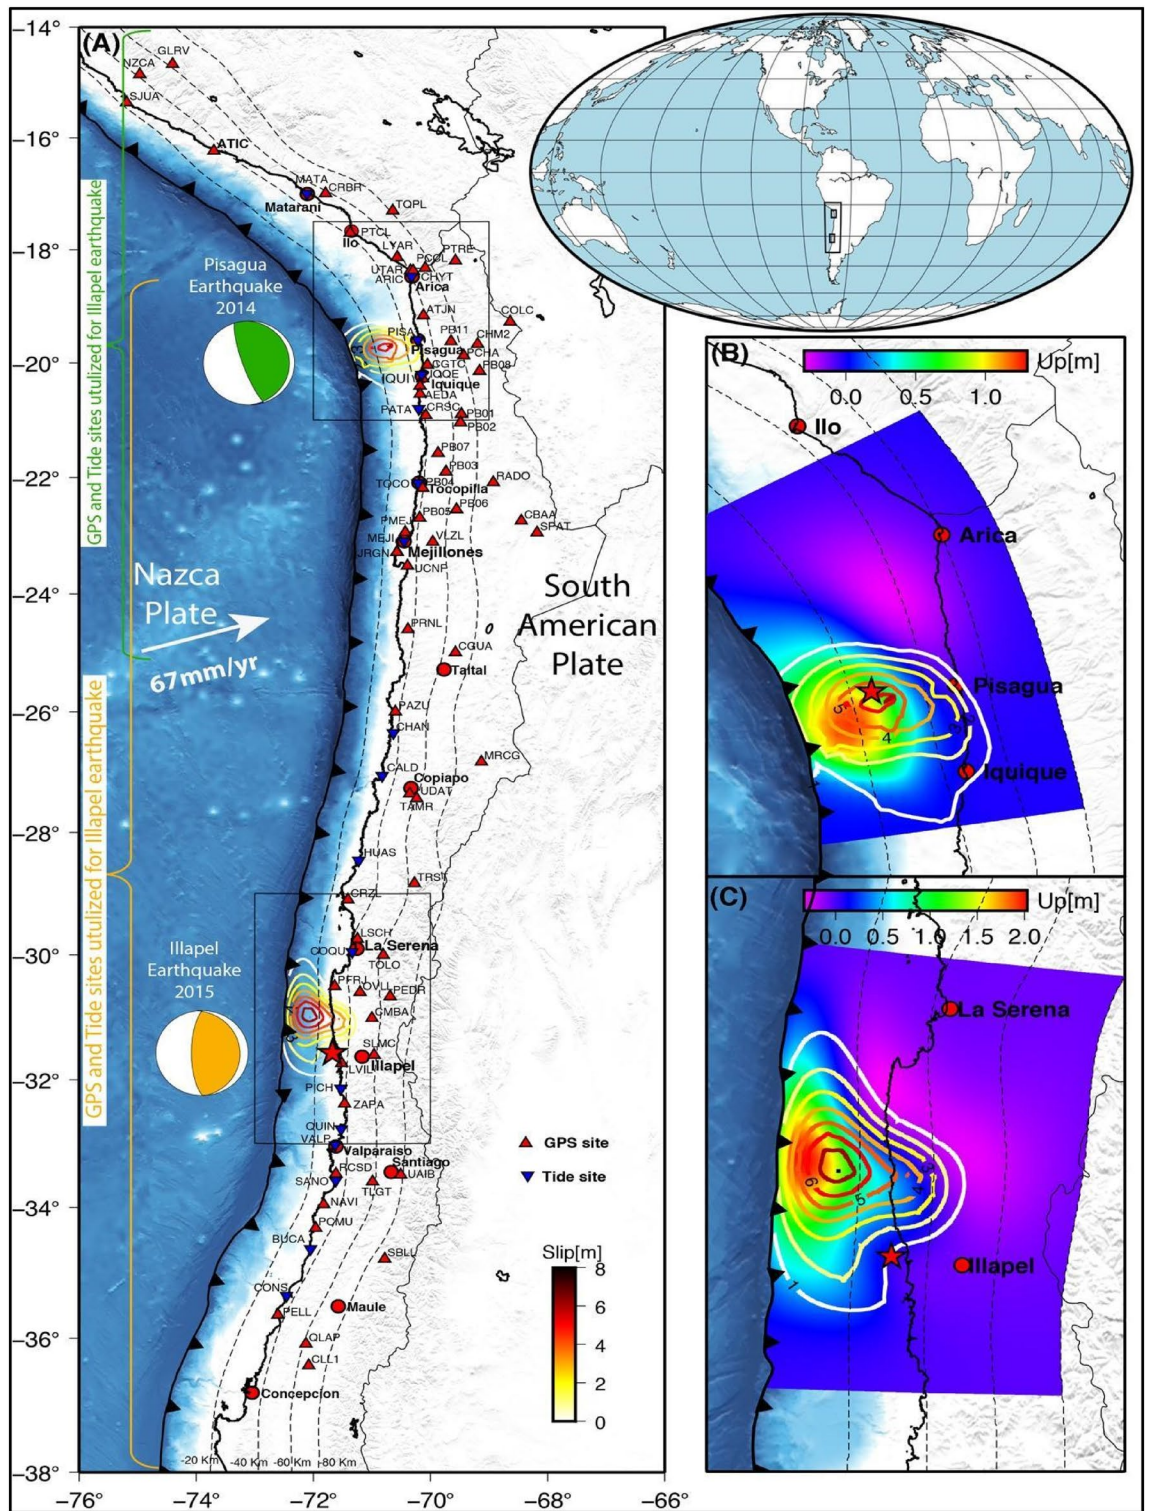 (A)
−14°
−16°
−18°
−20°
−22°
−24°
−26°
−28°
−30°
−32°
−34°
−36°
−38°
−76°
−74°
−72°
−70°
−68°
−66°
GPS and Tide sites utulized for Illapel earthquake
GPS and Tide sites utulized for Illapel earthquake
GLRV
NZCA
SJUA
ATIC
MATA
CRBR
Matarani
TQPL
PTCL
Ilo
LYAR
PTRE
PCCL
UTAR
CHYT
ARIC
Arica
Pisagua
Earthquake
2014
ATJN
COLC
PISA
PB11
CHM2
Pisagua
PCHA
CGTC
PB08
IQUI
IQQE
Iquique
AEDA
PATA
CRSC
PB01
PB02
PB07
PB03
RADO
TOCO
PB04
Tocopilla
PB05
PB06
CBAA
PMEJ
SPAT
MEJI
VLZL
JRGN
Mejillones
UCNF
Nazca
Plate
67mm/yr
South
American
Plate
PRNL
CGUA
Taltal
PAZU
CHAN
MRCG
CALD
Copiapo
UDAT
TAMR
HUAS
TRST
CRZL
LSCH
COQU
La Serena
TOLO
Illapel
Earthquake
2015
PFRJ
OVLL
PEDR
CMBA
SLMC
Illapel
LVIL
PICH
ZAPA
QUIN
VALP
Valparaiso
Santiago
RCSD
UAIB
SANO
TLGT
NAVI
PCMU
BUCA
SBLL
CONS
PELL
Maule
QLAP
CLL1
Concepcion
GPS site
Tide site
Slip[m]
8
6
4
2
0
-20 Km
-40 Km
-60 Km
-80 Km
(B)
Up[m]
0.0
0.5
1.0
Ilo
Arica
Pisagua
5
4
Iquique
(C)
Up[m]
0.0
0.5
1.0
1.5
2.0
La Serena
3
4
5
6
Illapel
1